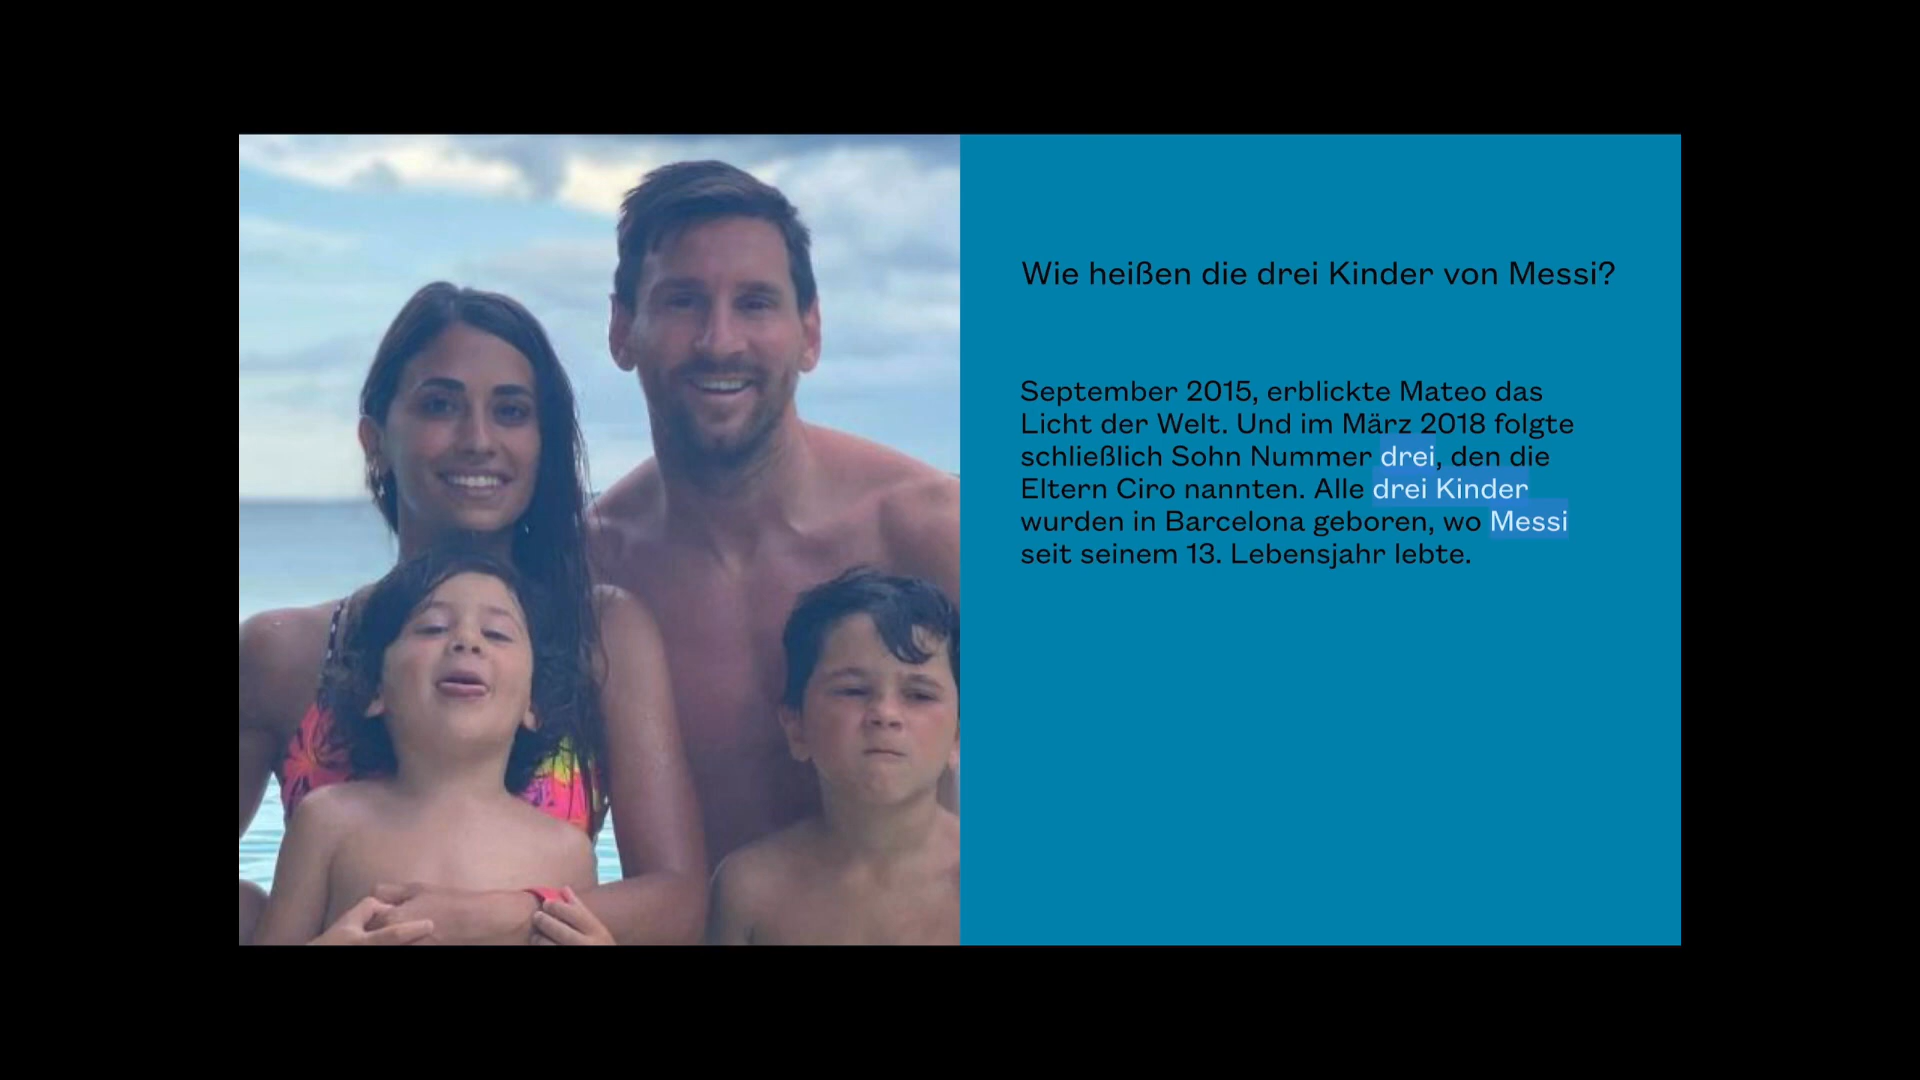 Wie heißen die drei Kinder von Messi?
September 2015, erblickte Mateo das
Licht der Welt. Und im März 2018 folgte
schließlich Sohn Nummer drei, den die
Eltern Ciro nannten. Alle drei Kinder
wurden in Barcelona geboren, wo Messi
seit seinem 13. Lebensjahr lebte.